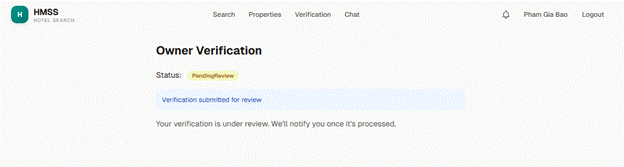 H
HMSS
HOTEL SEARCH
Search Properties Verification Chat
Pham Gia Bao Logout
Owner Verification
Status: PendingReview
Verification submitted for review
Your verification is under review. We'll notify you once it's processed.